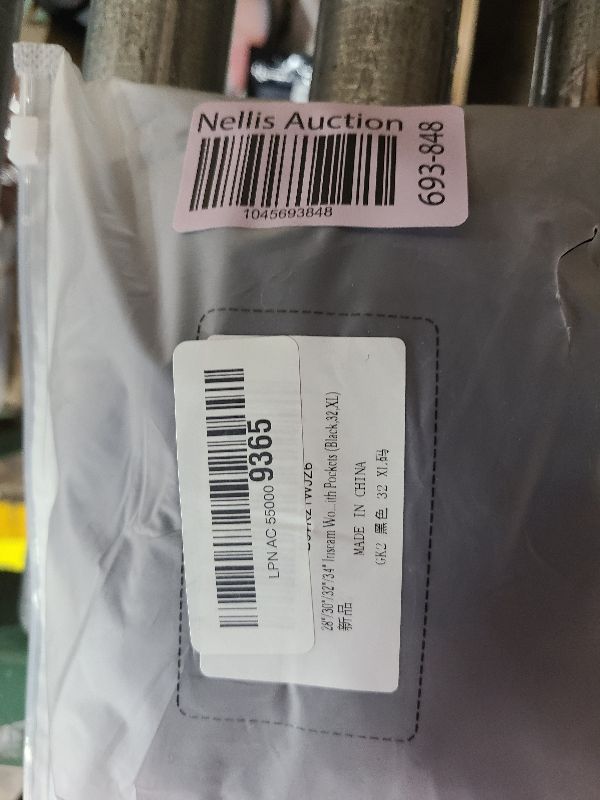 Nellis Auction
1045693848
693-848
LPN AC 55000 9365
28"/30"/32"/34" Inseam Wo...ith Pockets (Black,32,XL)
新品
MADE IN CHINA
GK2 黑色 32 XL码